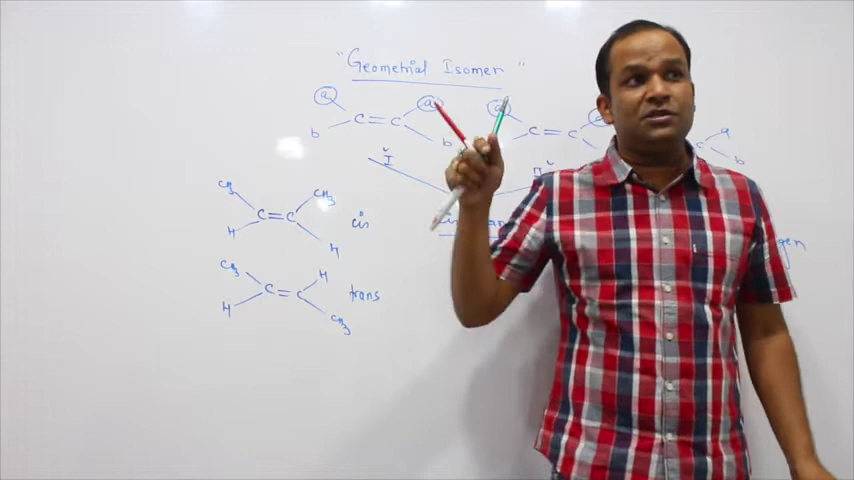 "Geometrial Isomer"
a a a a a
b C=C b C=C C b
I II
CH3 CH3
C=C cis
H H
CH3 H
C=C trans
H CH3